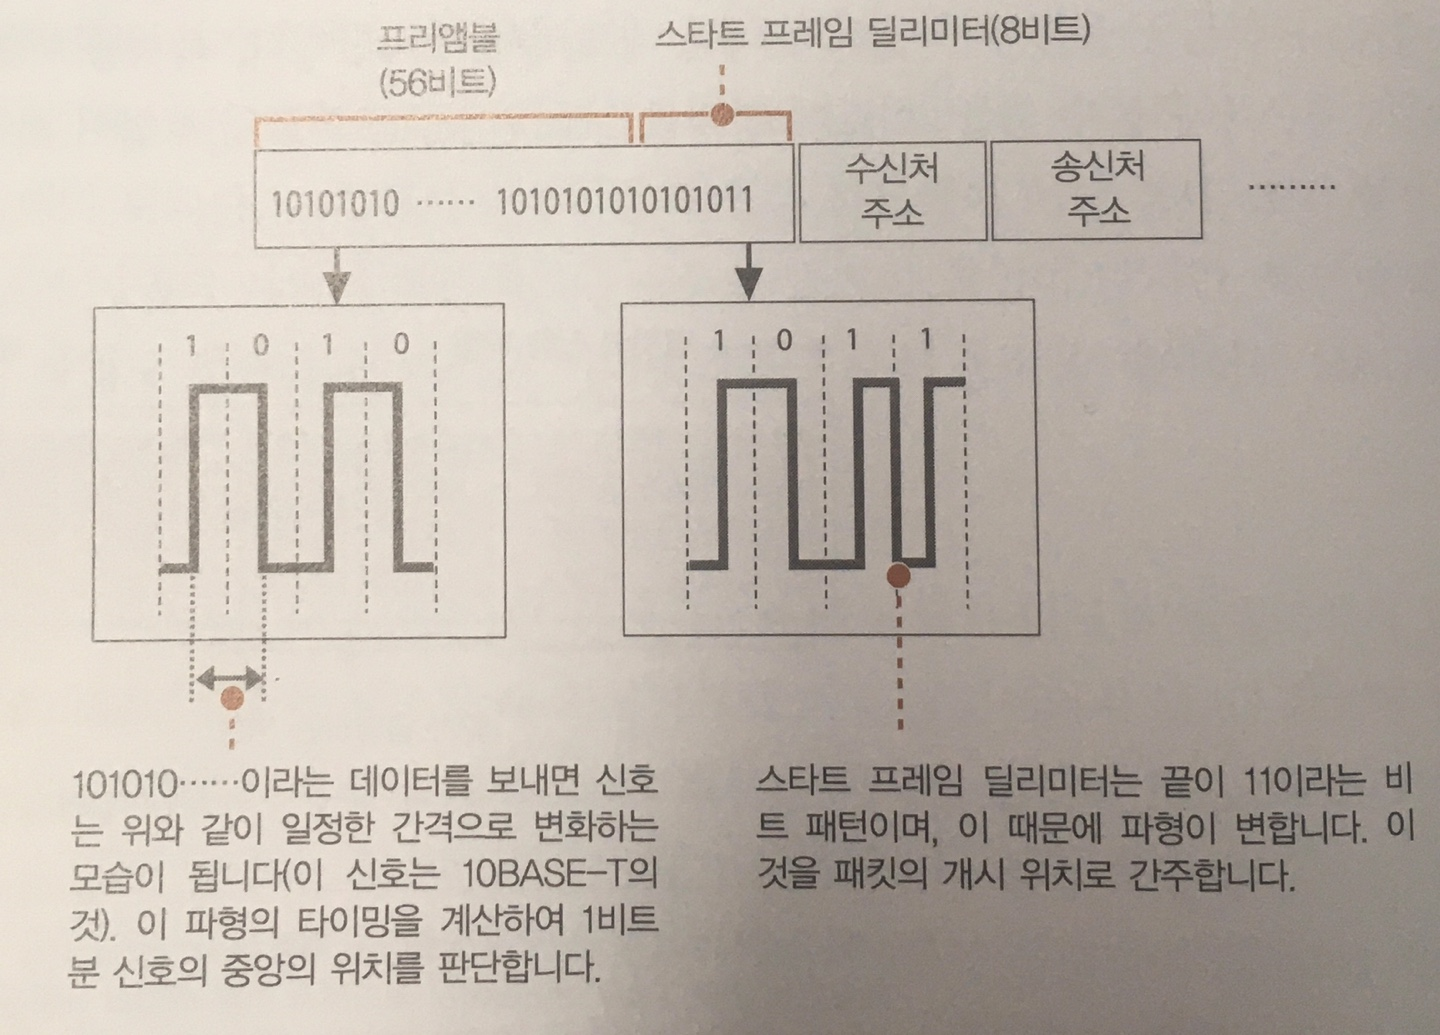 프리앰블
(56비트)
스타트 프레임 딜리미터(8비트)
10101010 ······ 1010101010101011
수신처
주소
송신처
주소
·········
1 0 1 0
1 0 1 1
101010······이라는 데이터를 보내면 신호
는 위와 같이 일정한 간격으로 변화하는
모습이 됩니다(이 신호는 10BASE-T의
것). 이 파형의 타이밍을 계산하여 1비트
분 신호의 중앙의 위치를 판단합니다.
스타트 프레임 딜리미터는 끝이 11이라는 비
트 패턴이며, 이 때문에 파형이 변합니다. 이
것을 패킷의 개시 위치로 간주합니다.